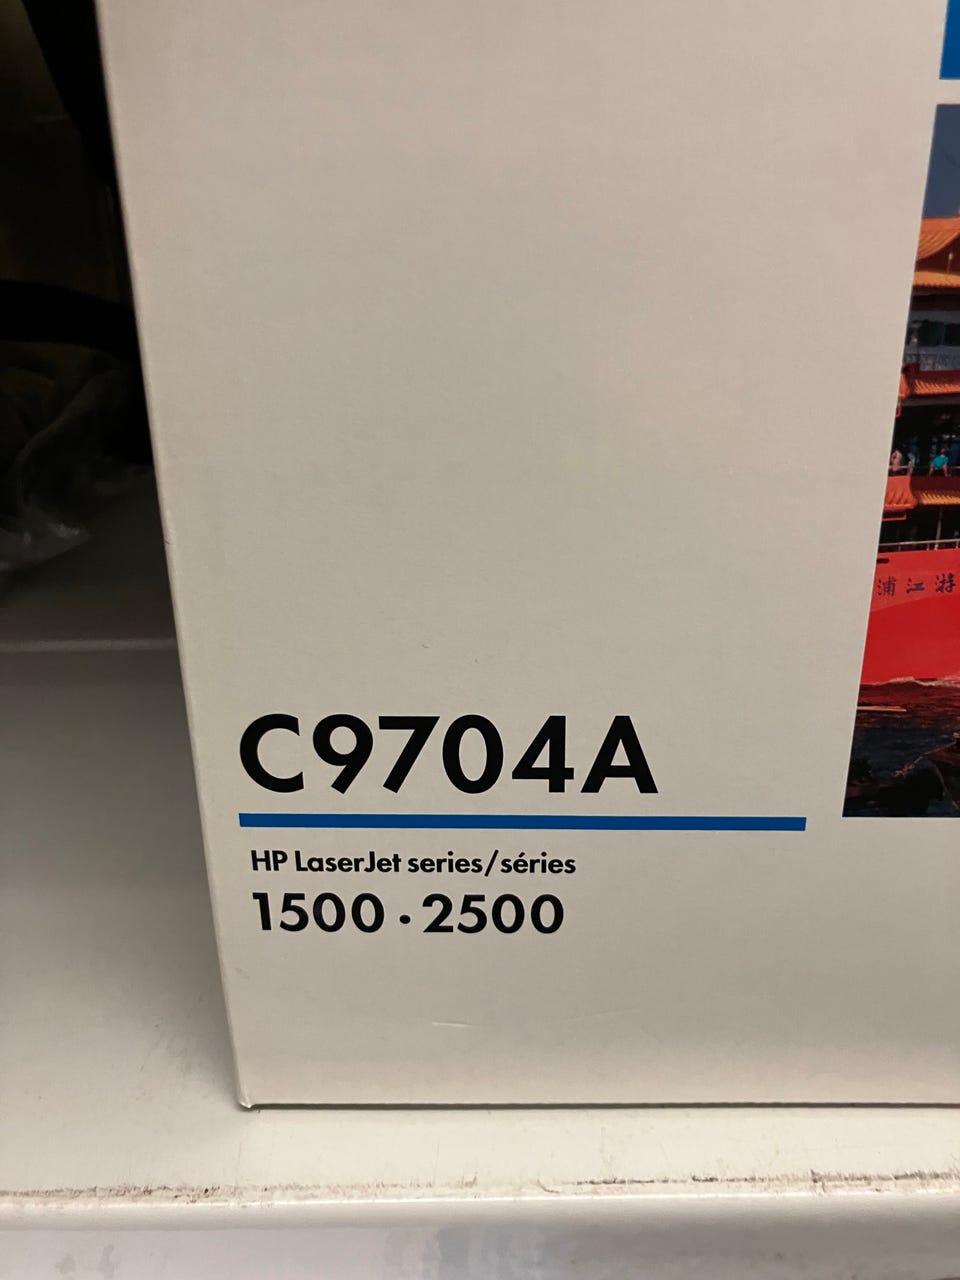 浦江游
C9704A
HP LaserJet series/séries
1500 · 2500